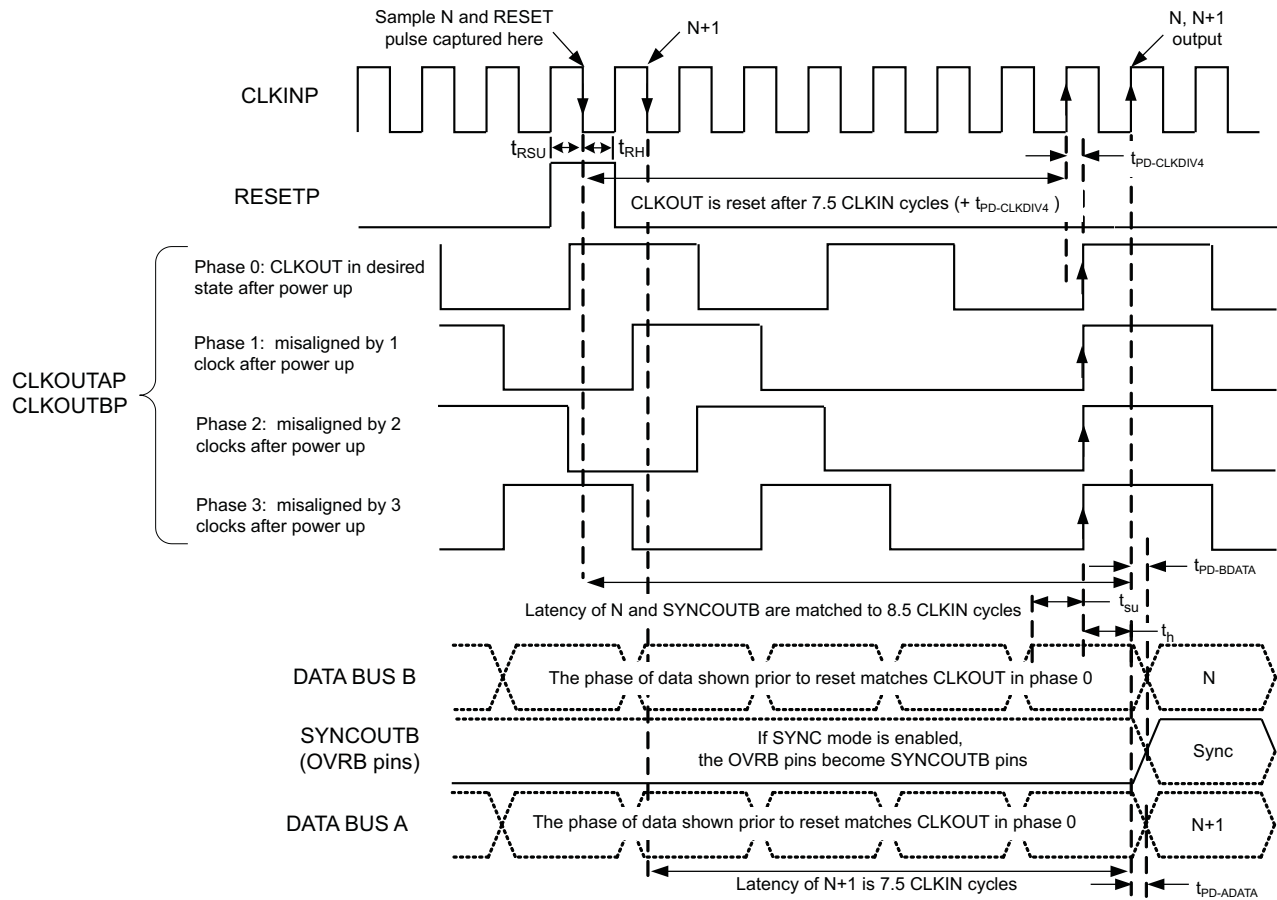 Sample N and RESET
pulse captured here
N+1
N, N+1
output
CLKINP
tRSU
tRH
tPD-CLKDIV4
RESETP
CLKOUT is reset after 7.5 CLKIN cycles (+ tPD-CLKDIV4 )
Phase 0: CLKOUT in desired
state after power up
Phase 1: misaligned by 1
clock after power up
CLKOUTAP
CLKOUTBP
Phase 2: misaligned by 2
clocks after power up
Phase 3: misaligned by 3
clocks after power up
tPD-BDATA
Latency of N and SYNCOUTB are matched to 8.5 CLKIN cycles
tsu
th
DATA BUS B
The phase of data shown prior to reset matches CLKOUT in phase 0
N
SYNCOUTB
(OVRB pins)
If SYNC mode is enabled,
the OVRB pins become SYNCOUTB pins
Sync
DATA BUS A
The phase of data shown prior to reset matches CLKOUT in phase 0
N+1
Latency of N+1 is 7.5 CLKIN cycles
tPD-ADATA